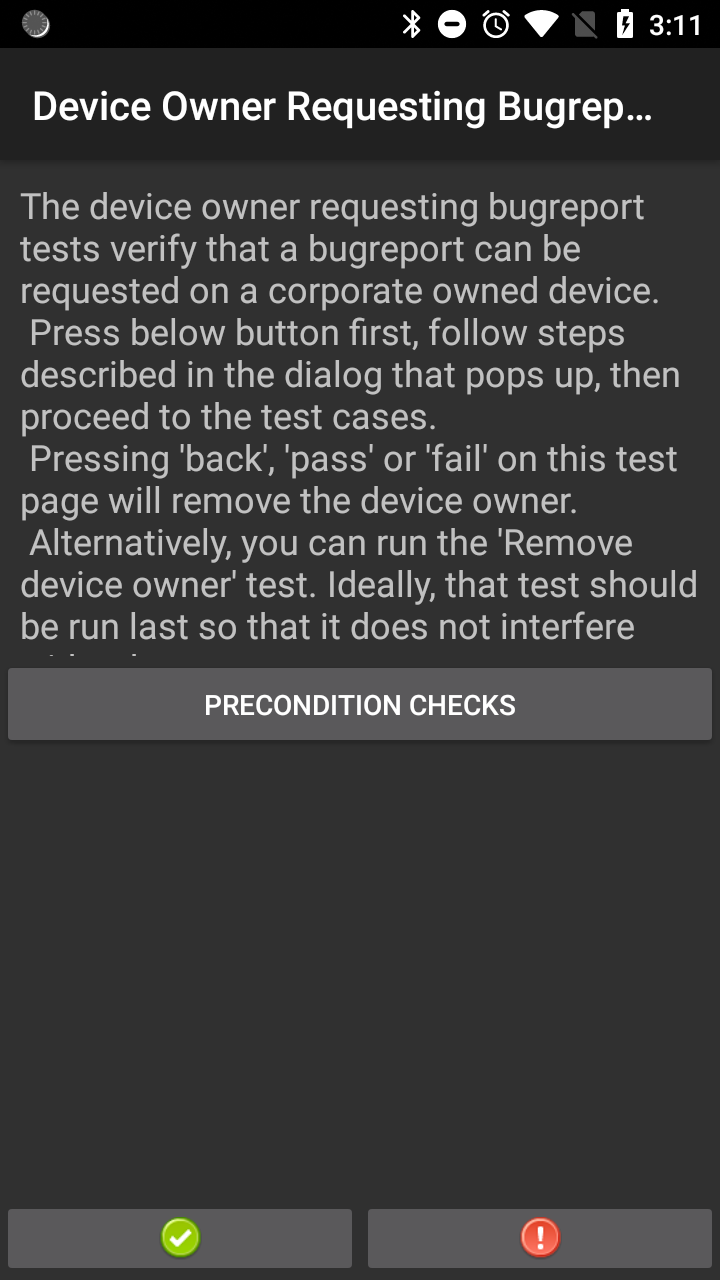 3:11
Device Owner Requesting Bugrep...
The device owner requesting bugreport
tests verify that a bugreport can be
requested on a corporate owned device.
Press below button first, follow steps
described in the dialog that pops up, then
proceed to the test cases.
Pressing 'back', 'pass' or 'fail' on this test
page will remove the device owner.
Alternatively, you can run the 'Remove
device owner' test. Ideally, that test should
be run last so that it does not interfere
PRECONDITION CHECKS